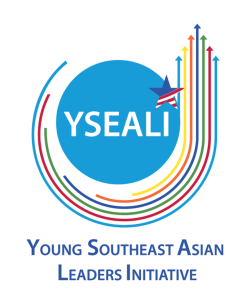 YSEALI
YOUNG SOUTHEAST ASIAN
LEADERS INITIATIVE